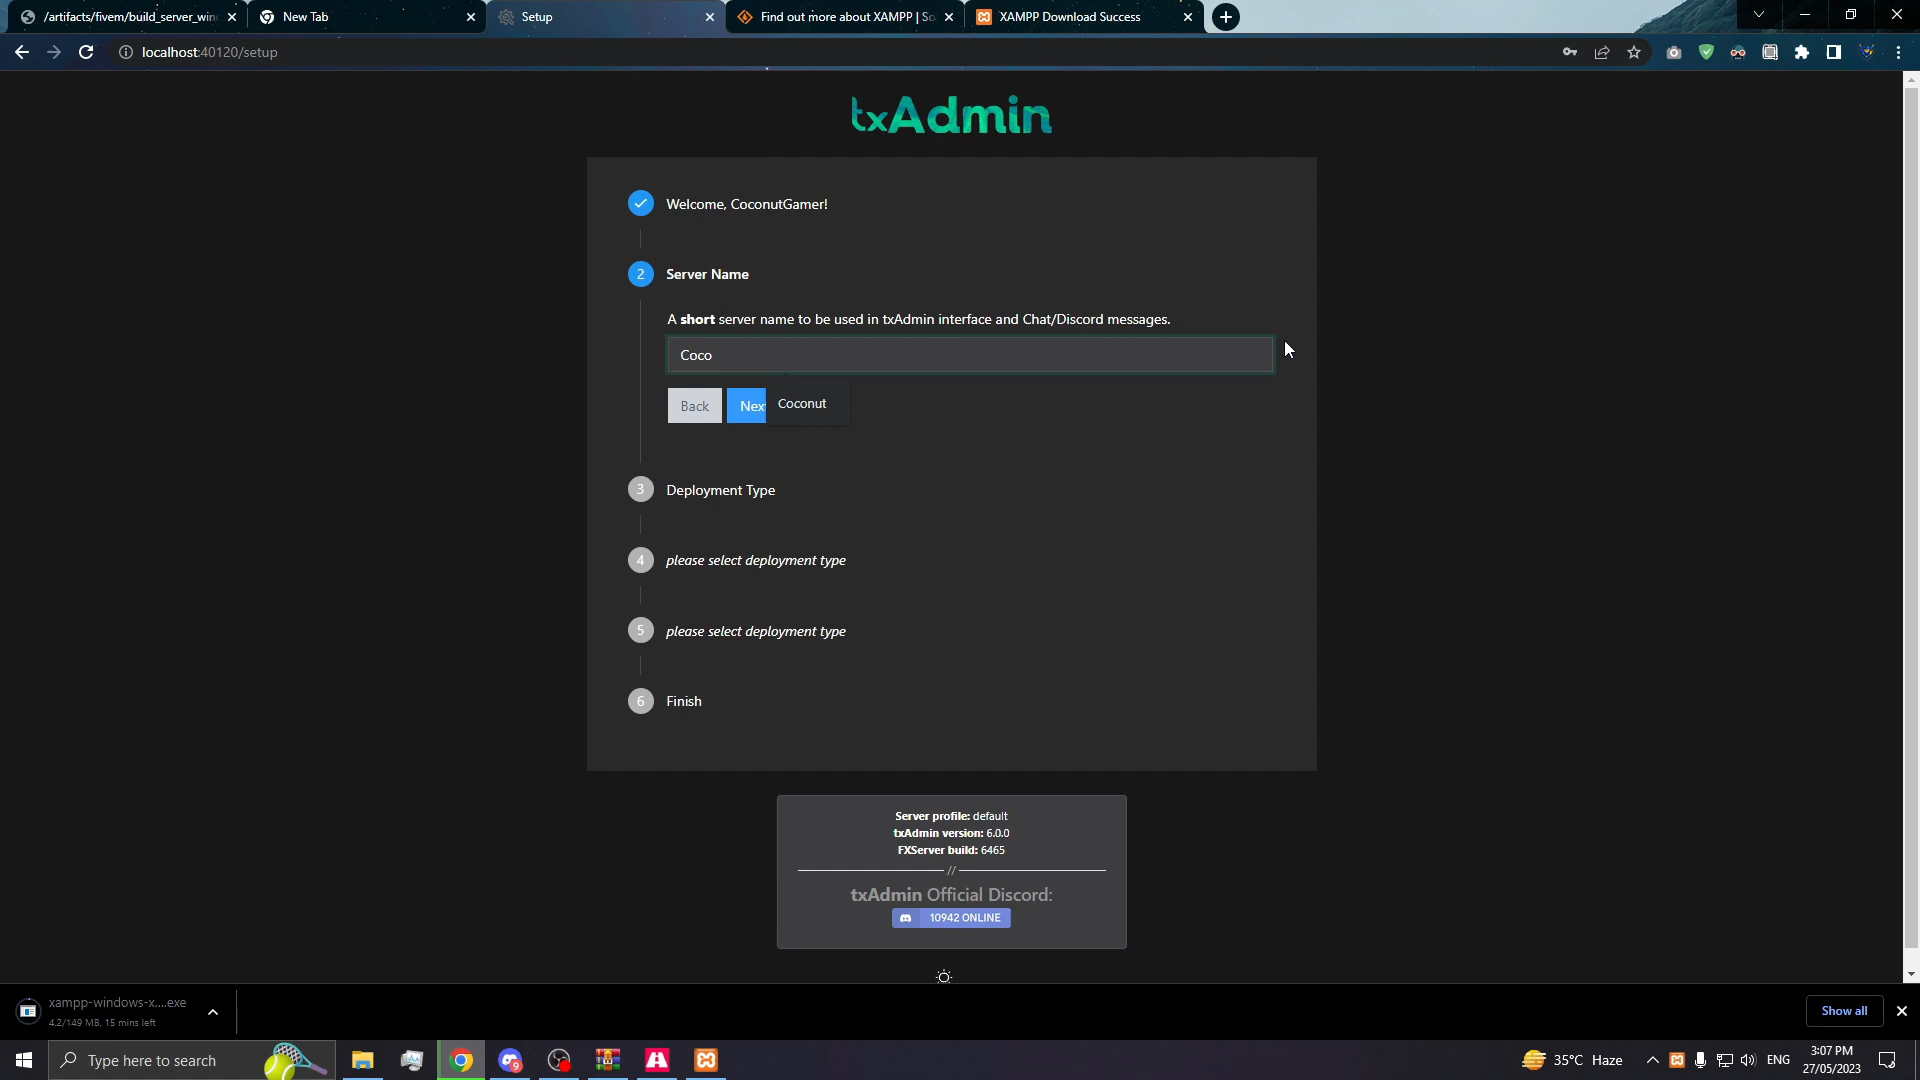 /artifacts/fivem/build_server_win
New Tab
Setup
Find out more about XAMPP | So
XAMPP Download Success
localhost:40120/setup
txAdmin
Welcome, CoconutGamer!
2 Server Name
A short server name to be used in txAdmin interface and Chat/Discord messages.
Coco
Back Nex Coconut
3 Deployment Type
4 please select deployment type
5 please select deployment type
6 Finish
Server profile: default
txAdmin version: 6.0.0
FXServer build: 6465
//
txAdmin Official Discord:
10942 ONLINE
xampp-windows-x....exe
4.2/149 MB, 15 mins left
Show all
Type here to search
9
35°C Haze
ENG
3:07 PM
27/05/2023